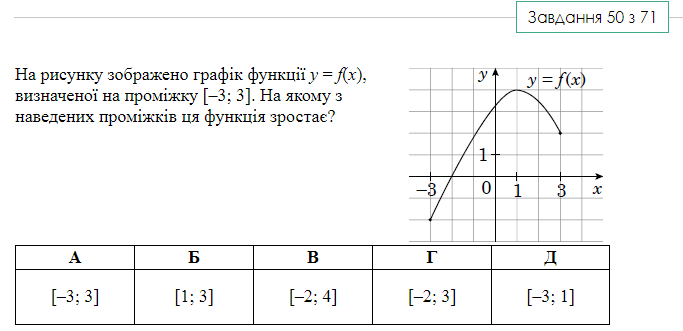 Завдання 50 з 71
На рисунку зображено графік функції y = f(x),
визначеної на проміжку [–3; 3]. На якому з
наведених проміжків ця функція зростає?
y
y = f(x)
1
–3 0 1 3 x
А Б В Г Д
[–3; 3] [1; 3] [–2; 4] [–2; 3] [–3; 1]